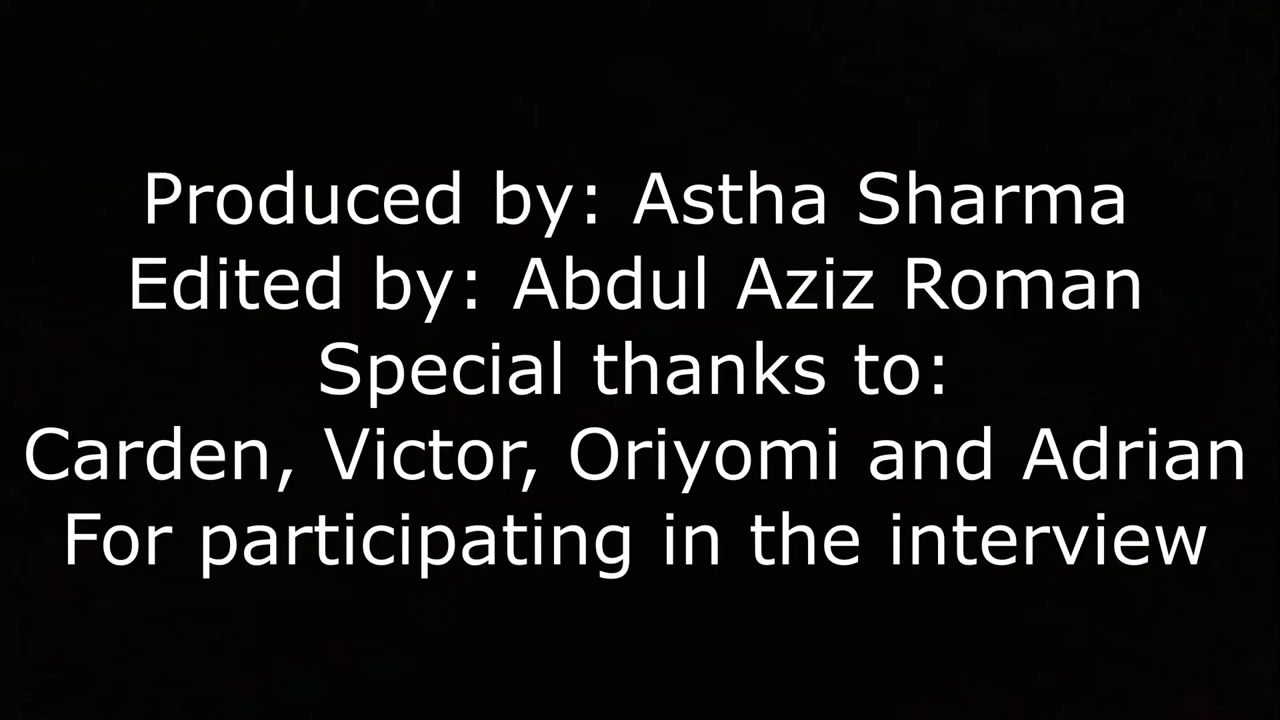 Produced by: Astha Sharma
Edited by: Abdul Aziz Roman
Special thanks to:
Carden, Victor, Oriyomi and Adrian
For participating in the interview